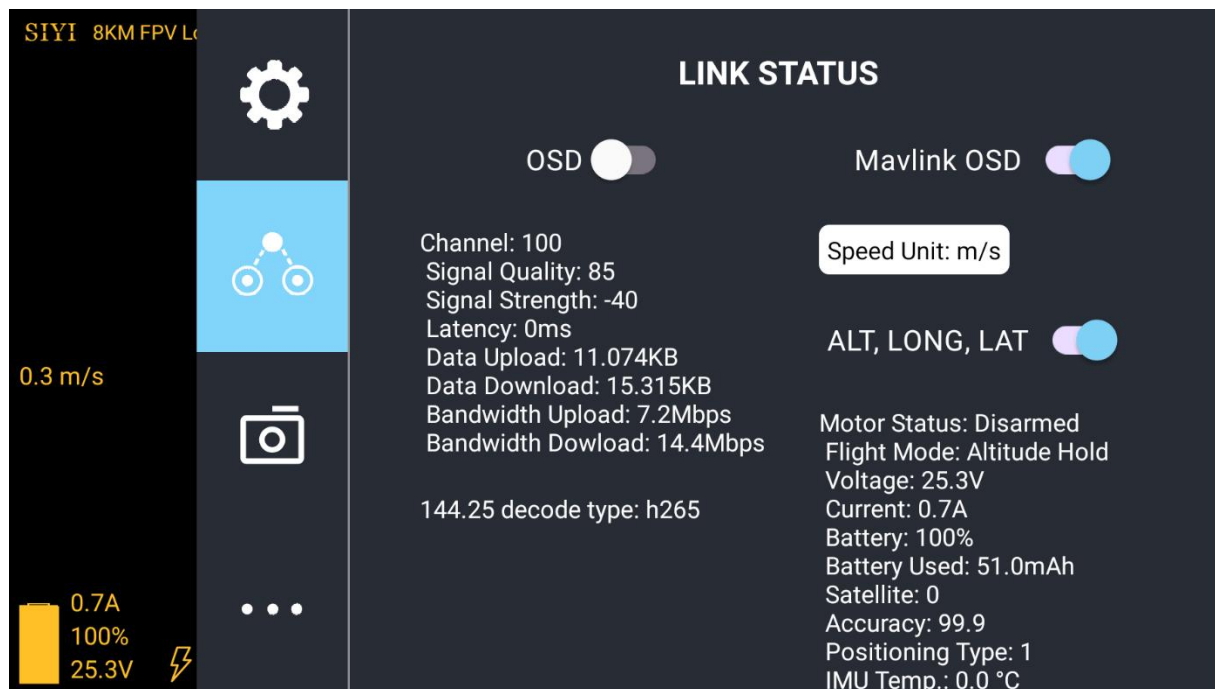 SIYI 8KM FPV Lo
LINK STATUS
OSD
Mavlink OSD
Channel: 100
Signal Quality: 85
Signal Strength: -40
Latency: 0ms
Data Upload: 11.074KB
Data Download: 15.315KB
Bandwidth Upload: 7.2Mbps
Bandwidth Dowload: 14.4Mbps
144.25 decode type: h265
Speed Unit: m/s
ALT, LONG, LAT
Motor Status: Disarmed
Flight Mode: Altitude Hold
Voltage: 25.3V
Current: 0.7A
Battery: 100%
Battery Used: 51.0mAh
Satellite: 0
Accuracy: 99.9
Positioning Type: 1
IMU Temp.: 0.0 °C
0.3 m/s
0.7A
100%
25.3V